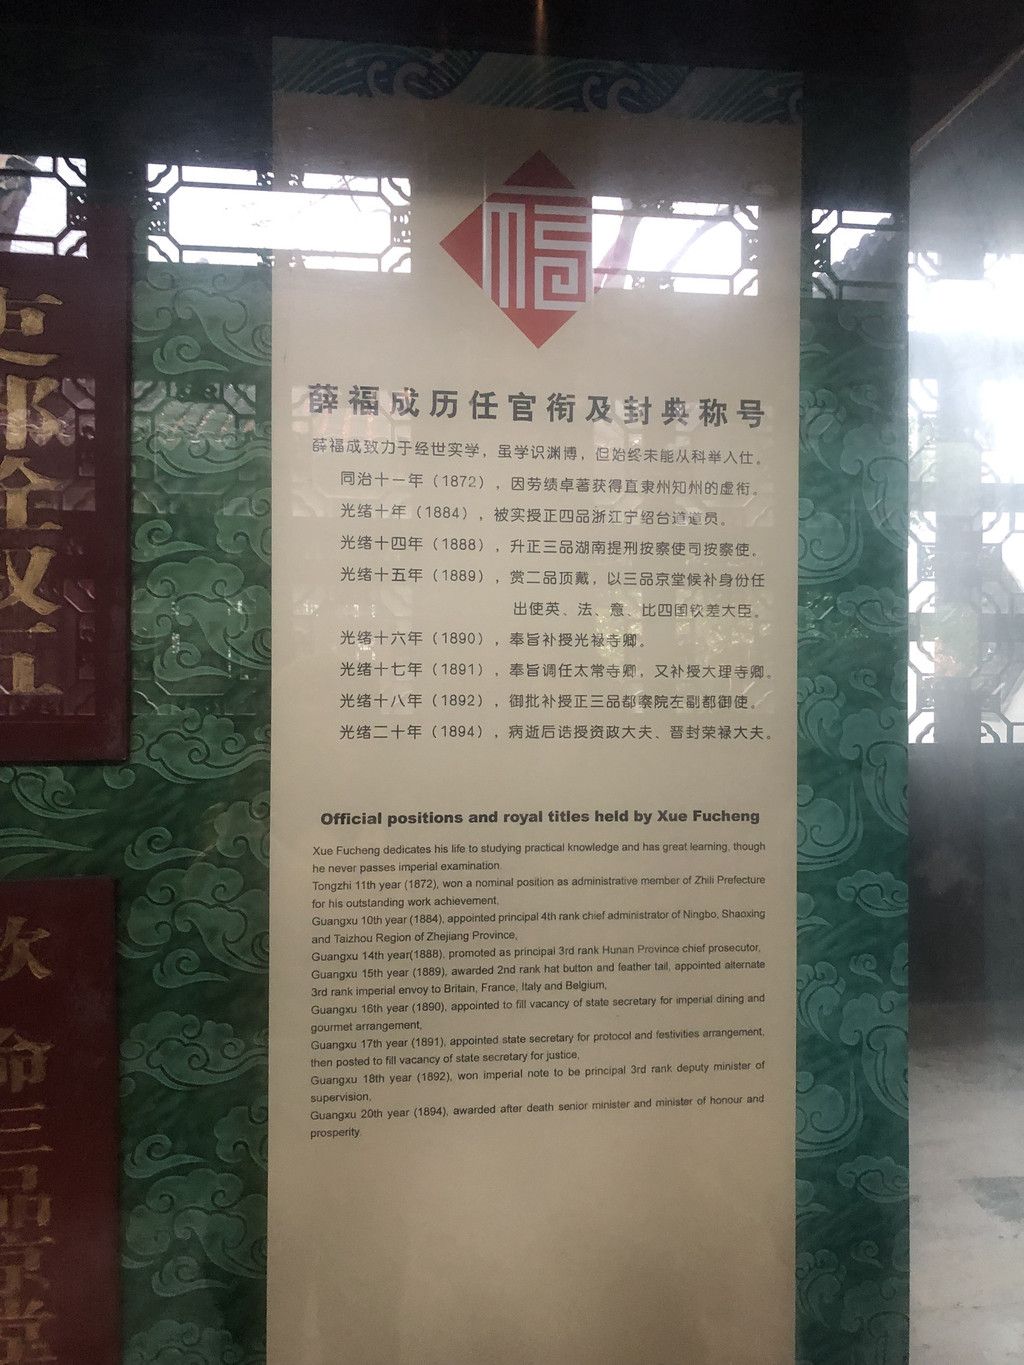 福
薛福成历任官衔及封典称号
薛福成致力于经世实学，虽学识渊博，但始终未能从科举入仕。
同治十一年（1872），因劳绩卓著获得直隶州知州的虚衔。
光绪十年（1884），被实授正四品浙江宁绍台道道员。
光绪十四年（1888），升正三品湖南提刑按察使司按察使。
光绪十五年（1889），赏二品顶戴，以三品京堂候补身份任
出使英、法、意、比四国钦差大臣。
光绪十六年（1890），奉旨补授光禄寺卿。
光绪十七年（1891），奉旨调任太常寺卿，又补授大理寺卿。
光绪十八年（1892），御批补授正三品都察院左副都御使。
光绪二十年（1894），病逝后诰授资政大夫、晋封荣禄大夫。
Official positions and royal titles held by Xue Fucheng
Xue Fucheng dedicates his life to studying practical knowledge and has great learning, though
he never passes imperial examination.
Tongzhi 11th year (1872), won a nominal position as administrative member of Zhili Prefecture
for his outstanding work achievement,
Guangxu 10th year (1884), appointed principal 4th rank chief administrator of Ningbo, Shaoxing
and Taizhou Region of Zhejiang Province,
Guangxu 14th year(1888), promoted as principal 3rd rank Hunan Province chief prosecutor,
Guangxu 15th year (1889), awarded 2nd rank hat button and feather tail, appointed alternate
3rd rank imperial envoy to Britain, France, Italy and Belgium,
Guangxu 16th year (1890), appointed to fill vacancy of state secretary for imperial dining and
gourmet arrangement,
Guangxu 17th year (1891), appointed state secretary for protocol and festivities arrangement,
then posted to fill vacancy of state secretary for justice,
Guangxu 18th year (1892), won imperial note to be principal 3rd rank deputy minister of
supervision,
Guangxu 20th year (1894), awarded after death senior minister and minister of honour and
prosperity.
命三品京堂